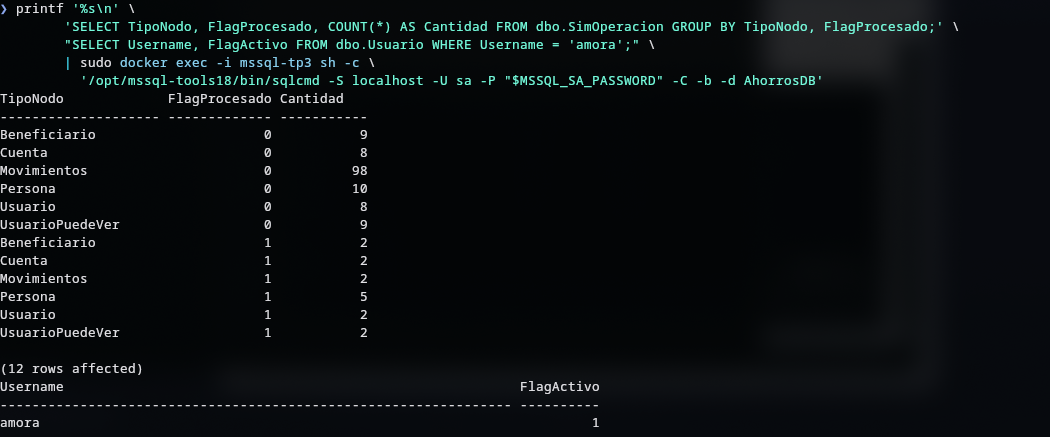 ❯ printf '%s\n' \
'SELECT TipoNodo, FlagProcesado, COUNT(*) AS Cantidad FROM dbo.SimOperacion GROUP BY TipoNodo, FlagProcesado;' \
"SELECT Username, FlagActivo FROM dbo.Usuario WHERE Username = 'amora';" \
| sudo docker exec -i mssql-tp3 sh -c \
'/opt/mssql-tools18/bin/sqlcmd -S localhost -U sa -P "$MSSQL_SA_PASSWORD" -C -b -d AhorrosDB'
TipoNodo             FlagProcesado Cantidad
-------------------- ------------- -----------
Beneficiario                     0           9
Cuenta                           0           8
Movimientos                      0          98
Persona                          0          10
Usuario                          0           8
UsuarioPuedeVer                  0           9
Beneficiario                     1           2
Cuenta                           1           2
Movimientos                      1           2
Persona                          1           5
Usuario                          1           2
UsuarioPuedeVer                  1           2

(12 rows affected)
Username                                                         FlagActivo
---------------------------------------------------------------- ----------
amora                                                                     1